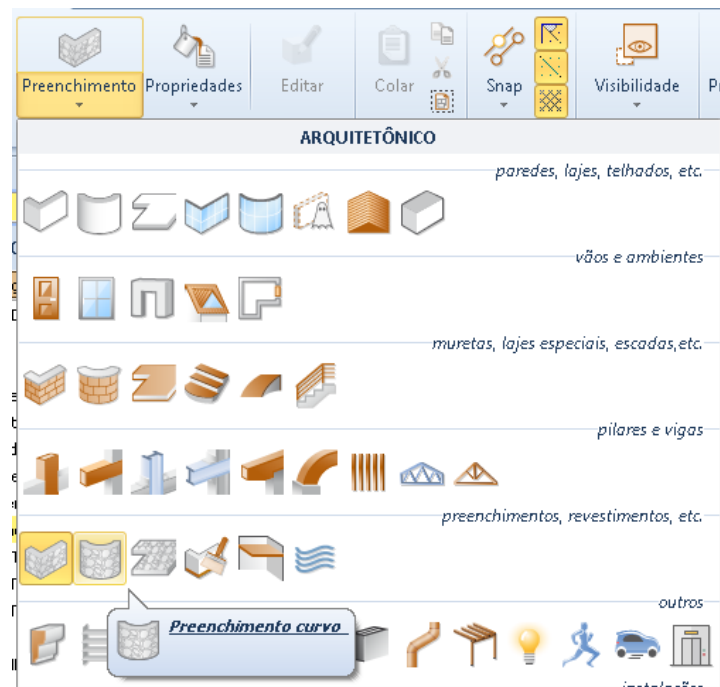 Preenchimento Propriedades Editar Colar Snap Visibilidade
ARQUITETÔNICO
paredes, lajes, telhados, etc.
vãos e ambientes
muretas, lajes especiais, escadas,etc.
pilares e vigas
preenchimentos, revestimentos, etc.
outros
Preenchimento curvo